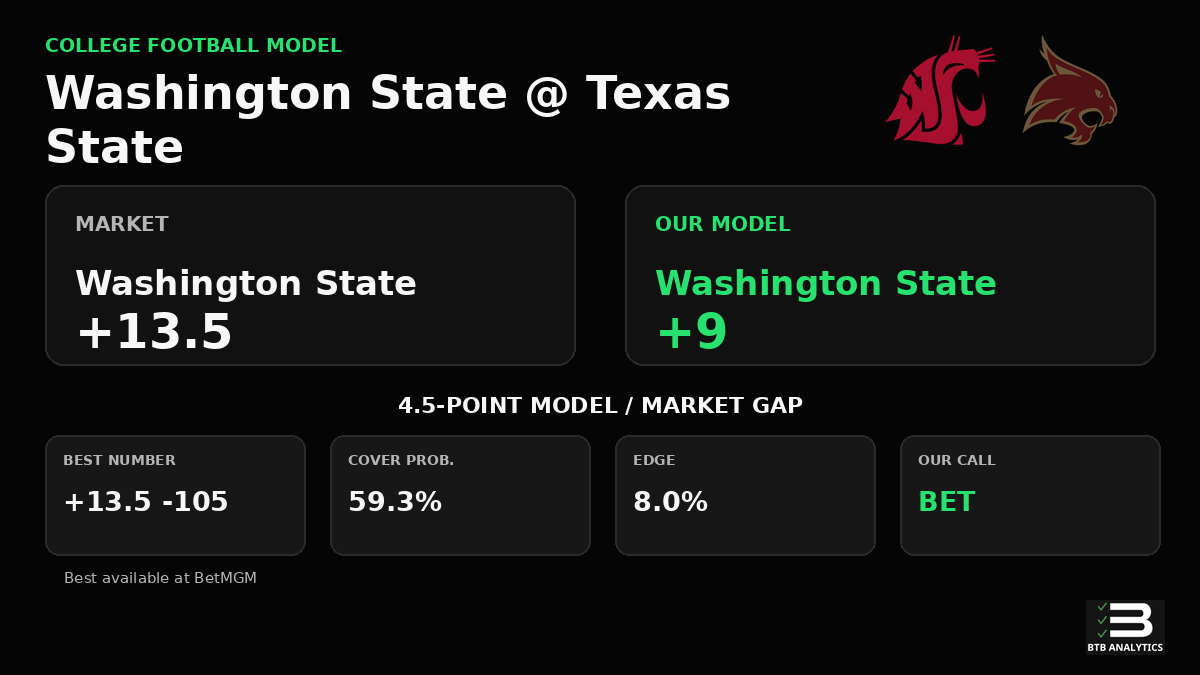 COLLEGE FOOTBALL MODEL
Washington State @ Texas
State
MARKET
Washington State
+13.5
OUR MODEL
Washington State
+9
4.5-POINT MODEL / MARKET GAP
BEST NUMBER
+13.5 -105
COVER PROB.
59.3%
EDGE
8.0%
OUR CALL
BET
Best available at BetMGM
BTB ANALYTICS